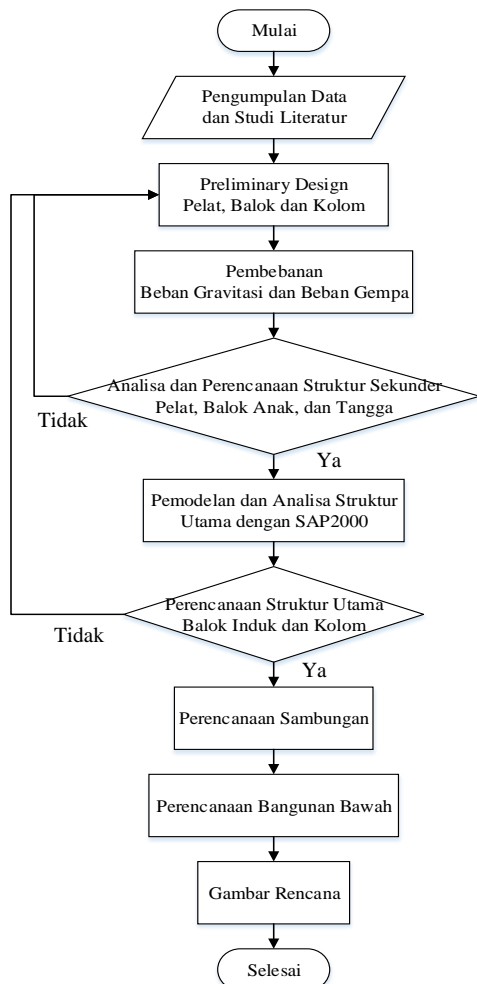 Mulai
Pengumpulan Data
dan Studi Literatur
Preliminary Design
Pelat, Balok dan Kolom
Pembebanan
Beban Gravitasi dan Beban Gempa
Analisa dan Perencanaan Struktur Sekunder
Pelat, Balok Anak, dan Tangga
Tidak
Ya
Pemodelan dan Analisa Struktur
Utama dengan SAP2000
Perencanaan Struktur Utama
Balok Induk dan Kolom
Tidak
Ya
Perencanaan Sambungan
Perencanaan Bangunan Bawah
Gambar Rencana
Selesai